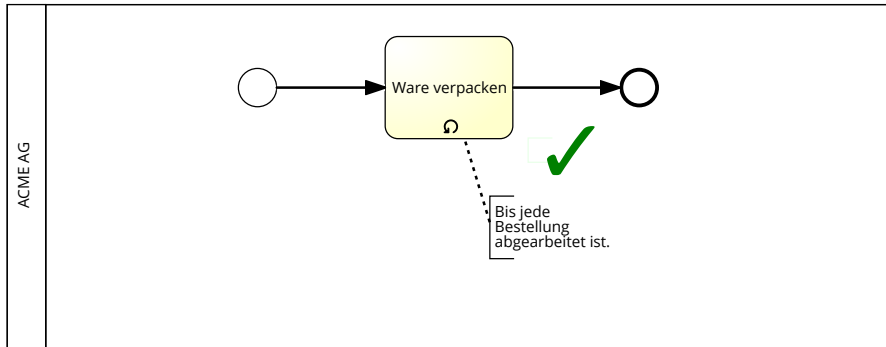 ACME AG
Ware verpacken
Bis jede
Bestellung
abgearbeitet ist.